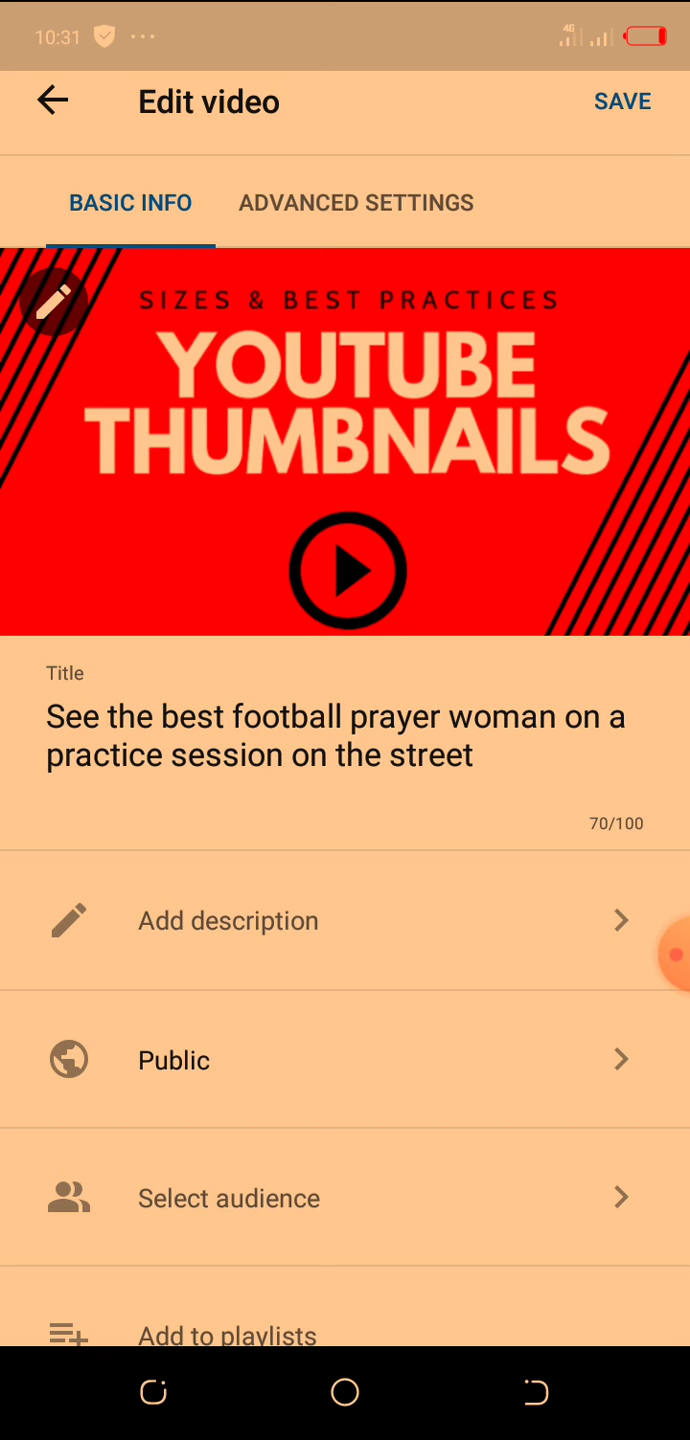 10:31
4G
Edit video
SAVE
BASIC INFO
ADVANCED SETTINGS
SIZES & BEST PRACTICES
YOUTUBE
THUMBNAILS
Title
See the best football prayer woman on a
practice session on the street
70/100
Add description
Public
Select audience
Add to playlists